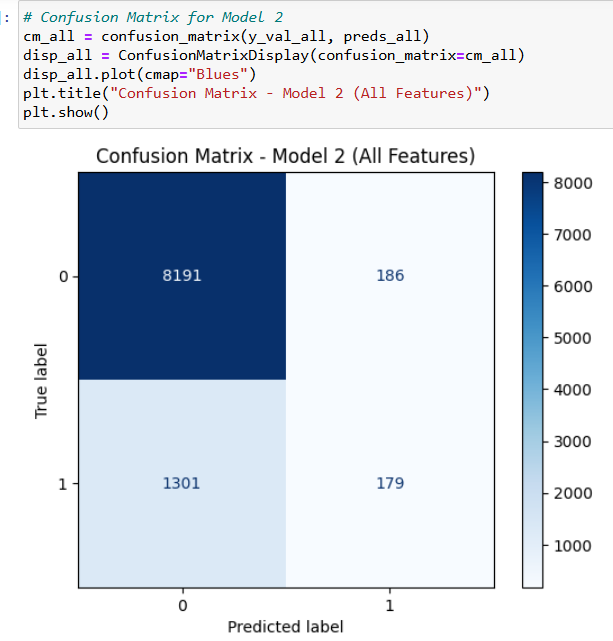 ]: # Confusion Matrix for Model 2
cm_all = confusion_matrix(y_val_all, preds_all)
disp_all = ConfusionMatrixDisplay(confusion_matrix=cm_all)
disp_all.plot(cmap="Blues")
plt.title("Confusion Matrix - Model 2 (All Features)")
plt.show()
Confusion Matrix - Model 2 (All Features)
8000
7000
6000
5000
4000
3000
2000
1000
0
8191
186
True label
1
1301
179
0
1
Predicted label